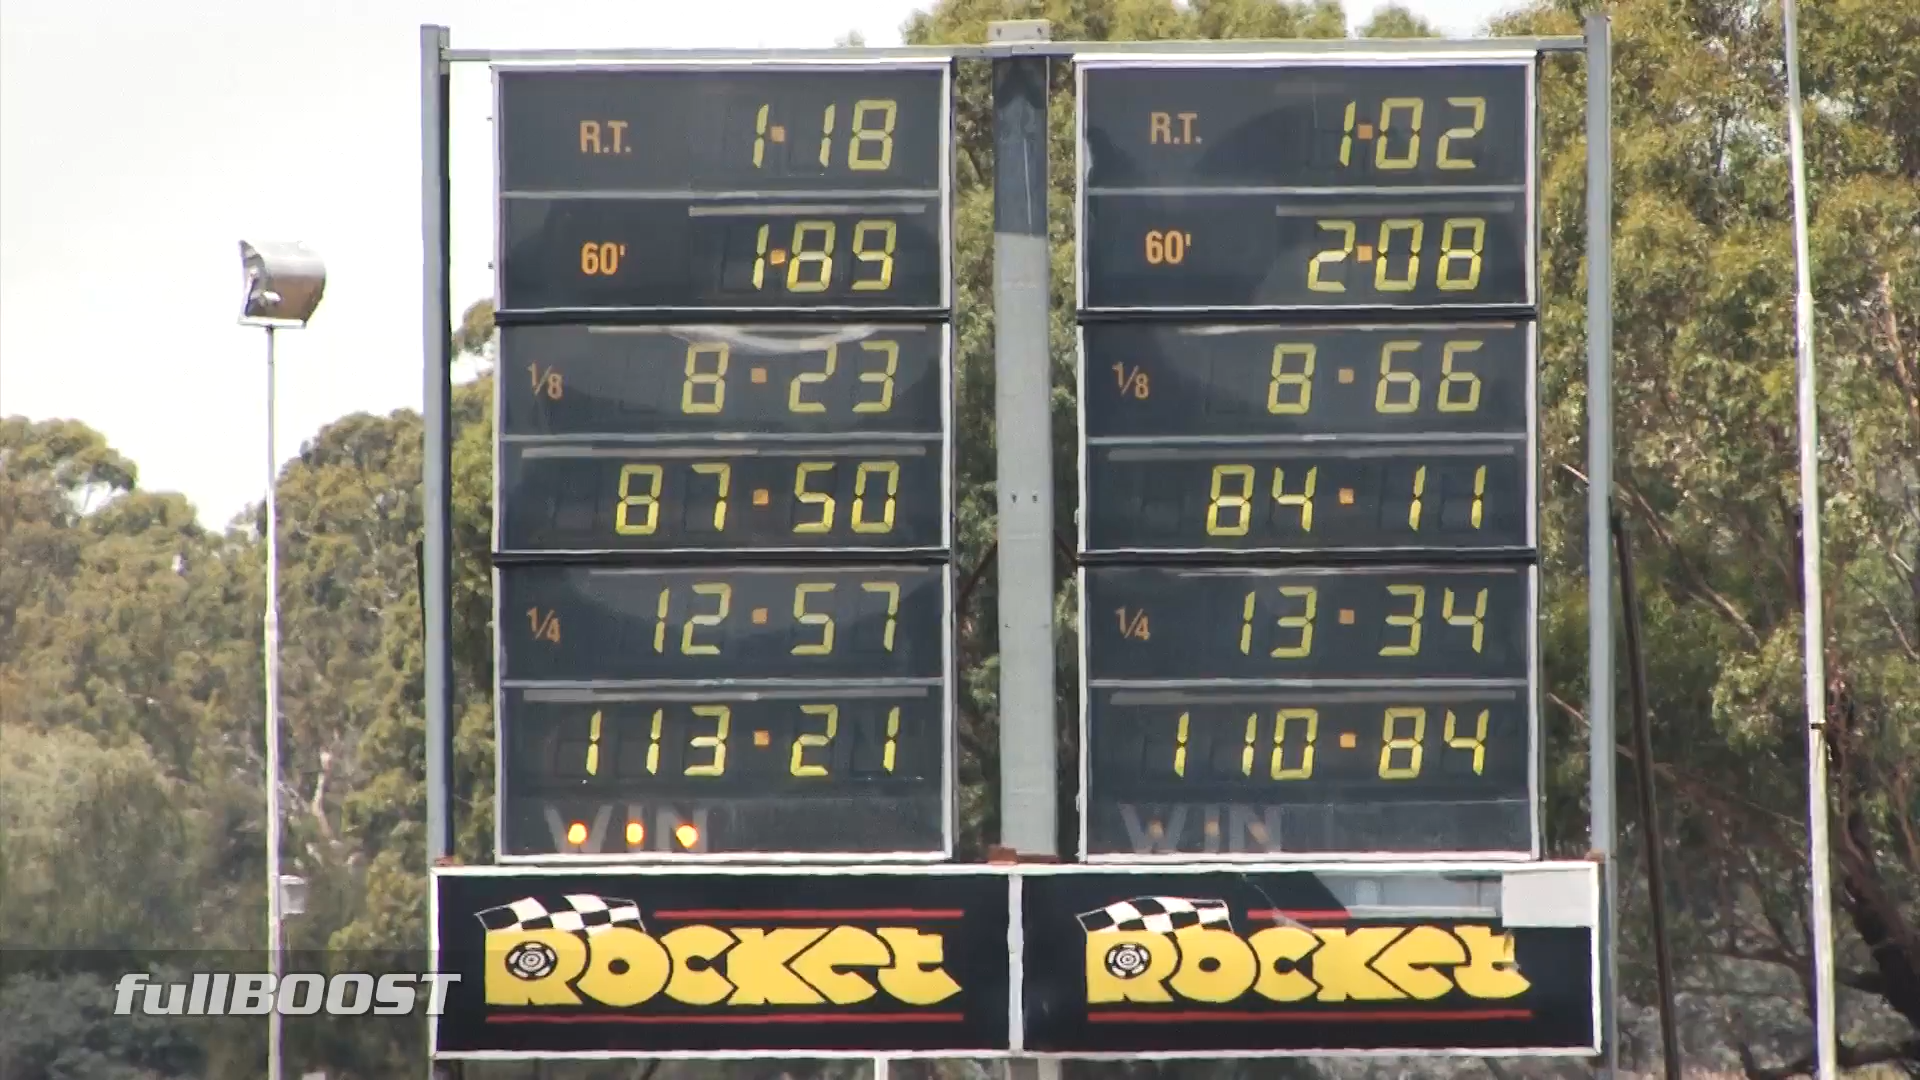 R.T. 1.18
60' 1.89
1/8 8.23
87.50
1/4 12.57
113.21
WIN
R.T. 1.02
60' 2.08
1/8 8.66
84.11
1/4 13.34
110.84
WIN
ROCKET
ROCKET
fullBOOST